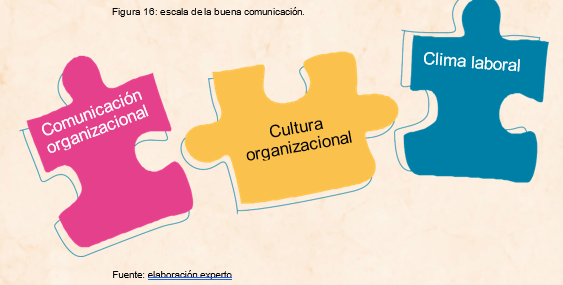 Figura 16: escala de la buena comunicación.
Comunicación
organizacional
Cultura
organizacional
Clima laboral
Fuente: elaboración experto